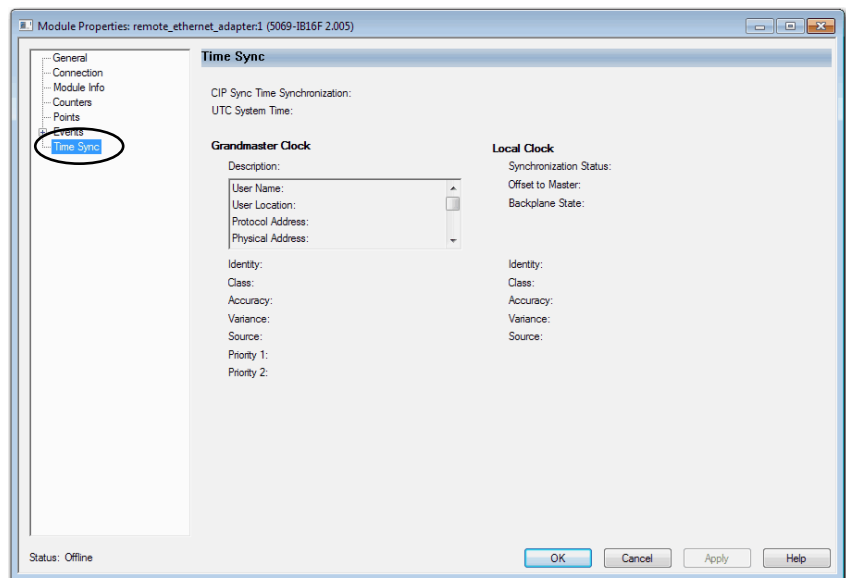 Module Properties: remote_ethernet_adapter:1 (5069-IB16F 2.005)
General
Connection
Module Info
Counters
Points
Events
Time Sync
Time Sync
CIP Sync Time Synchronization:
UTC System Time:
Grandmaster Clock
Description:
User Name:
User Location:
Protocol Address:
Physical Address:
Identity:
Class:
Accuracy:
Variance:
Source:
Priority 1:
Priority 2:
Local Clock
Synchronization Status:
Offset to Master:
Backplane State:
Identity:
Class:
Accuracy:
Variance:
Source:
Status: Offline
OK
Cancel
Apply
Help